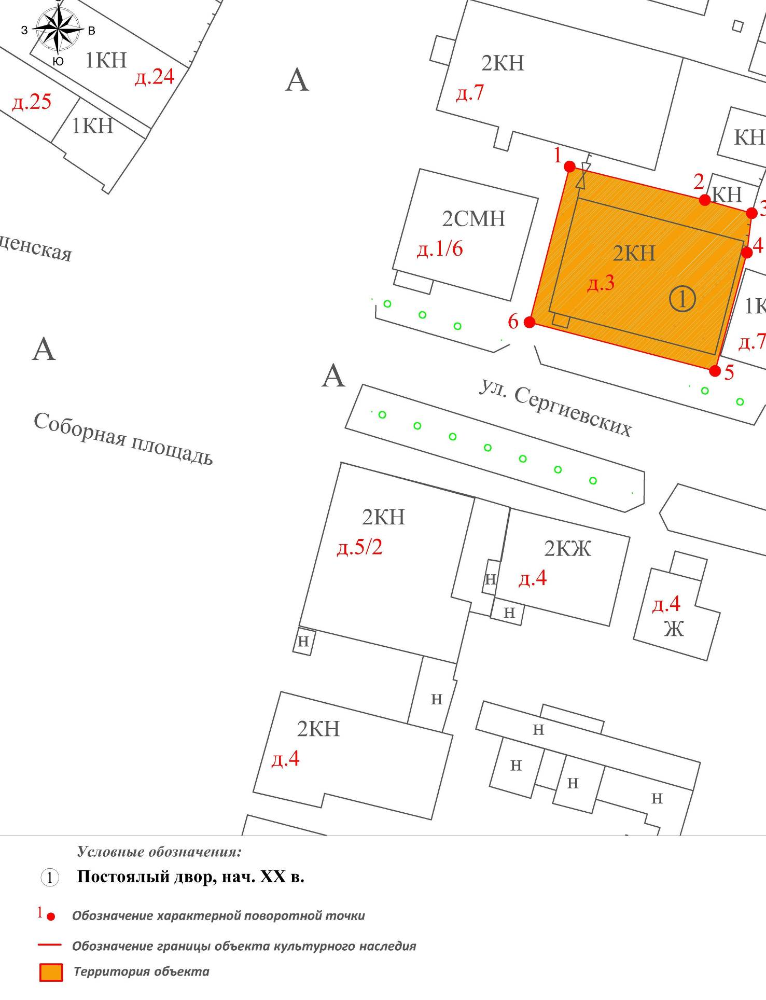 З
В
Ю
1КН
д.24
д.25
1КН
А
2КН
д.7
КН
1
2
КН
3
4
2СМН
д.1/6
2КН
д.3
1
1К
д.7
6
5
щенская
А
А
ул. Сергиевских
Соборная площадь
2КН
д.5/2
2КЖ
д.4
н
н
д.4
Ж
н
н
2КН
д.4
н
н
н
н
Условные обозначения:
1 Постоялый двор, нач. XX в.
1 Обозначение характерной поворотной точки
Обозначение границы объекта культурного наследия
Территория объекта